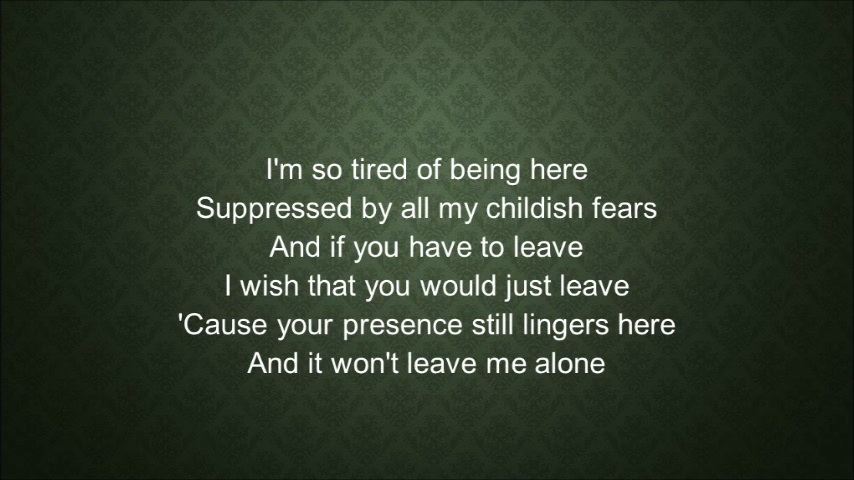 I'm so tired of being here
Suppressed by all my childish fears
And if you have to leave
I wish that you would just leave
'Cause your presence still lingers here
And it won't leave me alone